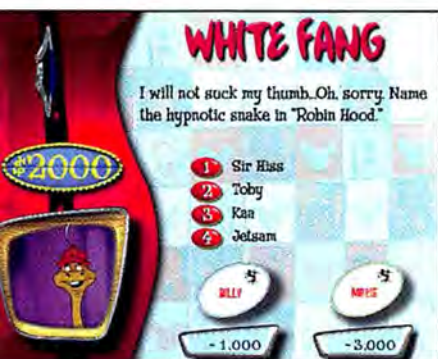 WHITE FANG
I will not suck my thumb..Oh, sorry. Name
the hypnotic snake in "Robin Hood."
2000
1 Sir Hiss
2 Toby
3 Kaa
4 Jetsam
BILLY
-1,000
-3,000